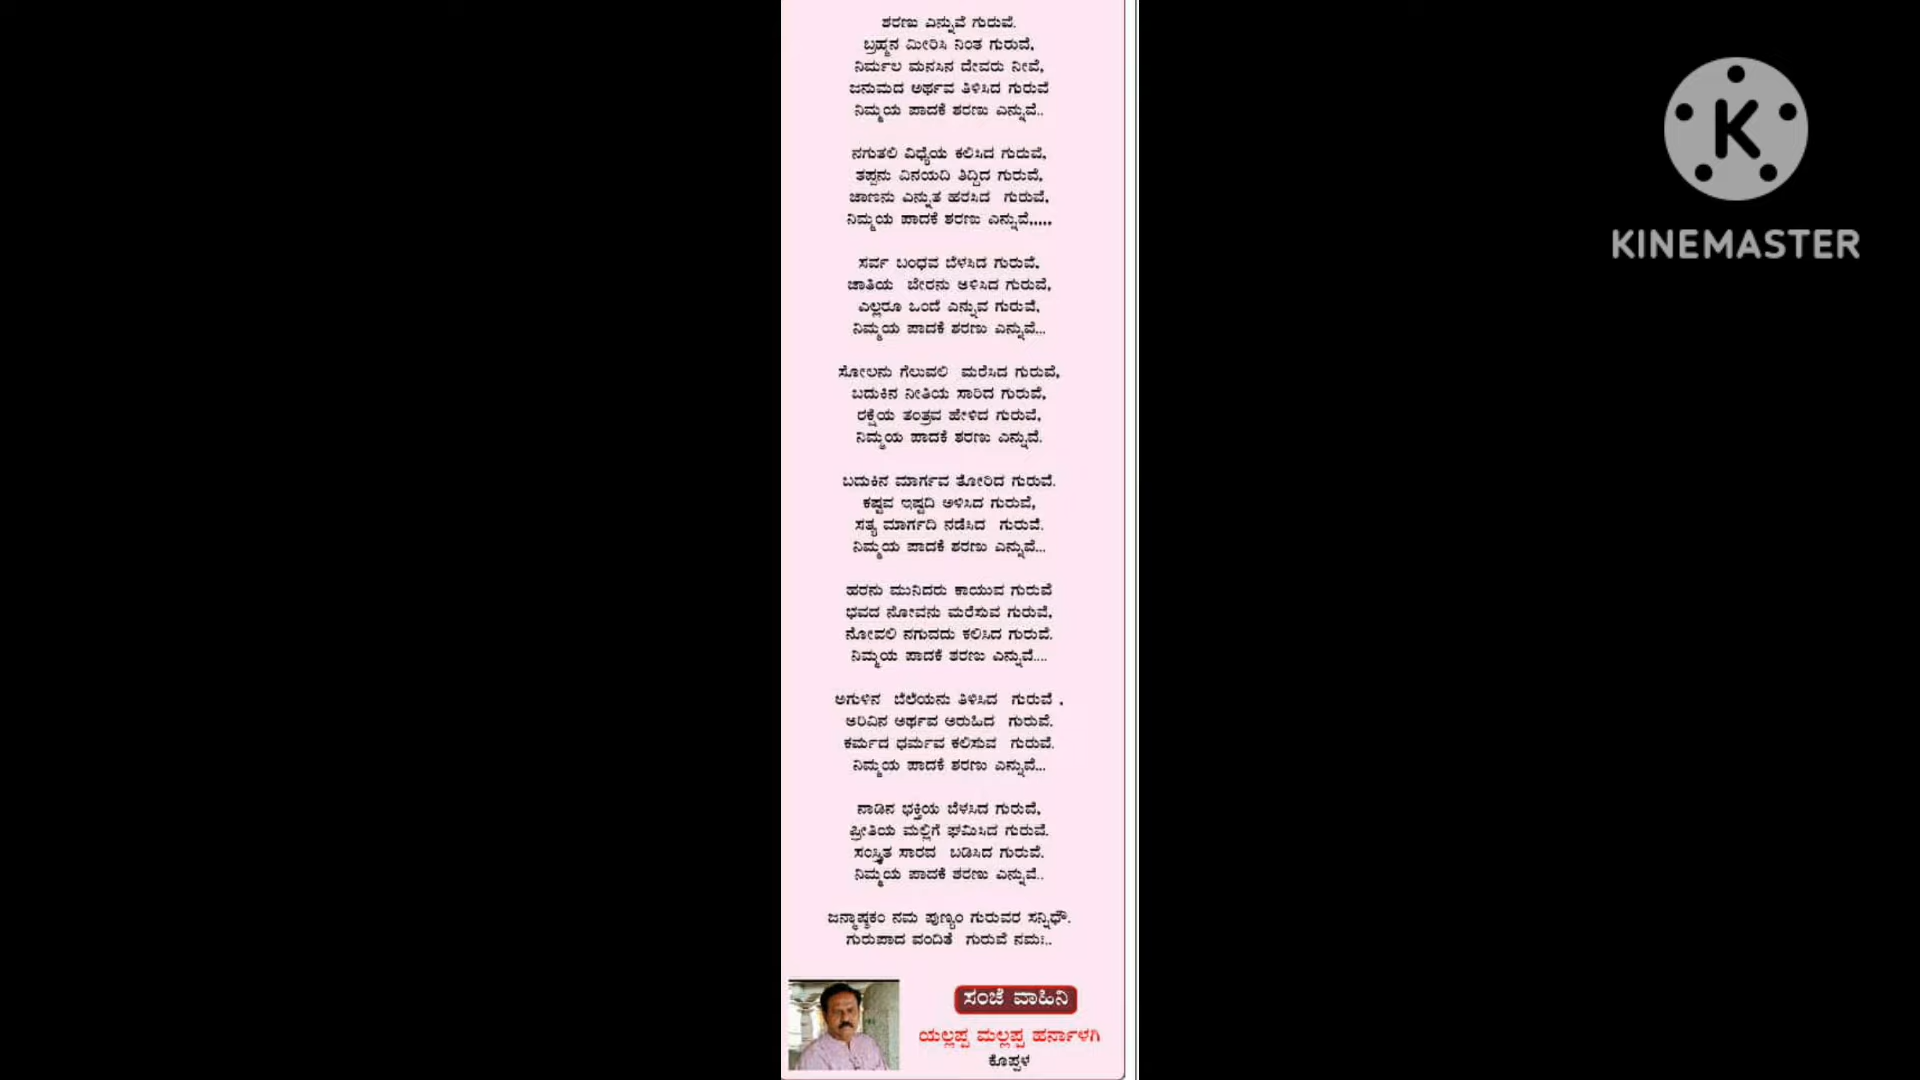 ಶರಣು ಎನ್ನುವೆ ಗುರುವೆ.
ಬ್ರಹ್ಮನ ಮೀರಿಸಿ ನಿಂತ ಗುರುವೆ,
ನಿರ್ಮಲ ಮನಸಿನ ದೇವರು ನೀವೆ,
ಜನುಮದ ಅರ್ಥವ ತಿಳಿಸಿದ ಗುರುವೆ
ನಿಮ್ಮಯ ಪಾದಕೆ ಶರಣು ಎನ್ನುವೆ..
ನಗುತಲಿ ವಿಧ್ಯೆಯ ಕಲಿಸಿದ ಗುರುವೆ,
ತಪ್ಪನು ವಿನಯದಿ ತಿದ್ದಿದ ಗುರುವೆ,
ಜಾಣನು ಎನ್ನುತ ಹರಸಿದ ಗುರುವೆ,
ನಿಮ್ಮಯ ಪಾದಕೆ ಶರಣು ಎನ್ನುವೆ,,,,,
ಸರ್ವ ಬಂಧವ ಬೆಳಸಿದ ಗುರುವೆ,
ಜಾತಿಯ ಬೇರನು ಅಳಿಸಿದ ಗುರುವೆ,
ಎಲ್ಲರೂ ಒಂದೆ ಎನ್ನುವ ಗುರುವೆ,
ನಿಮ್ಮಯ ಪಾದಕೆ ಶರಣು ಎನ್ನುವೆ...
ಸೋಲನು ಗೆಲುವಲಿ ಮರೆಸಿದ ಗುರುವೆ,
ಬದುಕಿನ ನೀತಿಯ ಸಾರಿದ ಗುರುವೆ,
ರಕ್ಷೆಯ ತಂತ್ರವ ಹೇಳಿದ ಗುರುವೆ,
ನಿಮ್ಮಯ ಪಾದಕೆ ಶರಣು ಎನ್ನುವೆ.
ಬದುಕಿನ ಮಾರ್ಗವ ತೋರಿದ ಗುರುವೆ.
ಕಷ್ಟವ ಇಷ್ಟದಿ ಅಳಿಸಿದ ಗುರುವೆ,
ಸತ್ಯ ಮಾರ್ಗದಿ ನಡೆಸಿದ ಗುರುವೆ.
ನಿಮ್ಮಯ ಪಾದಕೆ ಶರಣು ಎನ್ನುವೆ...
ಹರನು ಮುನಿದರು ಕಾಯುವ ಗುರುವೆ
ಭವದ ನೋವನು ಮರೆಸುವ ಗುರುವೆ,
ನೋವಲಿ ನಗುವದು ಕಲಿಸಿದ ಗುರುವೆ.
ನಿಮ್ಮಯ ಪಾದಕೆ ಶರಣು ಎನ್ನುವೆ....
ಅಗುಳಿನ ಬೆಲೆಯನು ತಿಳಿಸಿದ ಗುರುವೆ .
ಅರಿವಿನ ಅರ್ಥವ ಅರುಹಿದ ಗುರುವೆ.
ಕರ್ಮದ ಧರ್ಮವ ಕಲಿಸುವ ಗುರುವೆ.
ನಿಮ್ಮಯ ಪಾದಕೆ ಶರಣು ಎನ್ನುವೆ...
ನಾಡಿನ ಭಕ್ತಿಯ ಬೆಳಸಿದ ಗುರುವೆ,
ಪ್ರೀತಿಯ ಮಲ್ಲಿಗೆ ಘಮಿಸಿದ ಗುರುವೆ.
ಸಂಸ್ಕೃತ ಸಾರವ ಬಡಿಸಿದ ಗುರುವೆ.
ನಿಮ್ಮಯ ಪಾದಕೆ ಶರಣು ಎನ್ನುವೆ..
ಜನ್ಮಾಷ್ಟಕಂ ನಮ ಪುಣ್ಯಂ ಗುರುವರ ಸನ್ನಿಧೌ.
ಗುರುಪಾದ ವಂದಿತೆ ಗುರುವೆ ನಮಃ..
ಸಂಜೆ ವಾಹಿನಿ
ಯಲ್ಲಪ್ಪ ಮಲ್ಲಪ್ಪ ಹರ್ನಾಳಗಿ
ಕೊಪ್ಪಳ
K
KINEMASTER